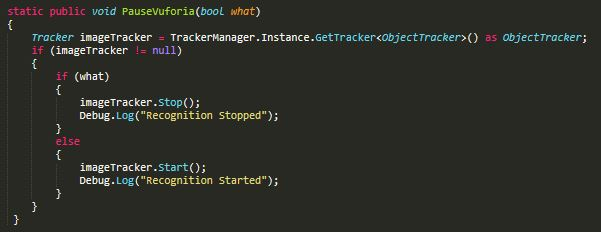 static public void PauseVuforia(bool what)
{
    Tracker imageTracker = TrackerManager.Instance.GetTracker<ObjectTracker>() as ObjectTracker;
    if (imageTracker != null)
    {
        if (what)
        {
            imageTracker.Stop();
            Debug.Log("Recognition Stopped");
        }
        else
        {
            imageTracker.Start();
            Debug.Log("Recognition Started");
        }
    }
}